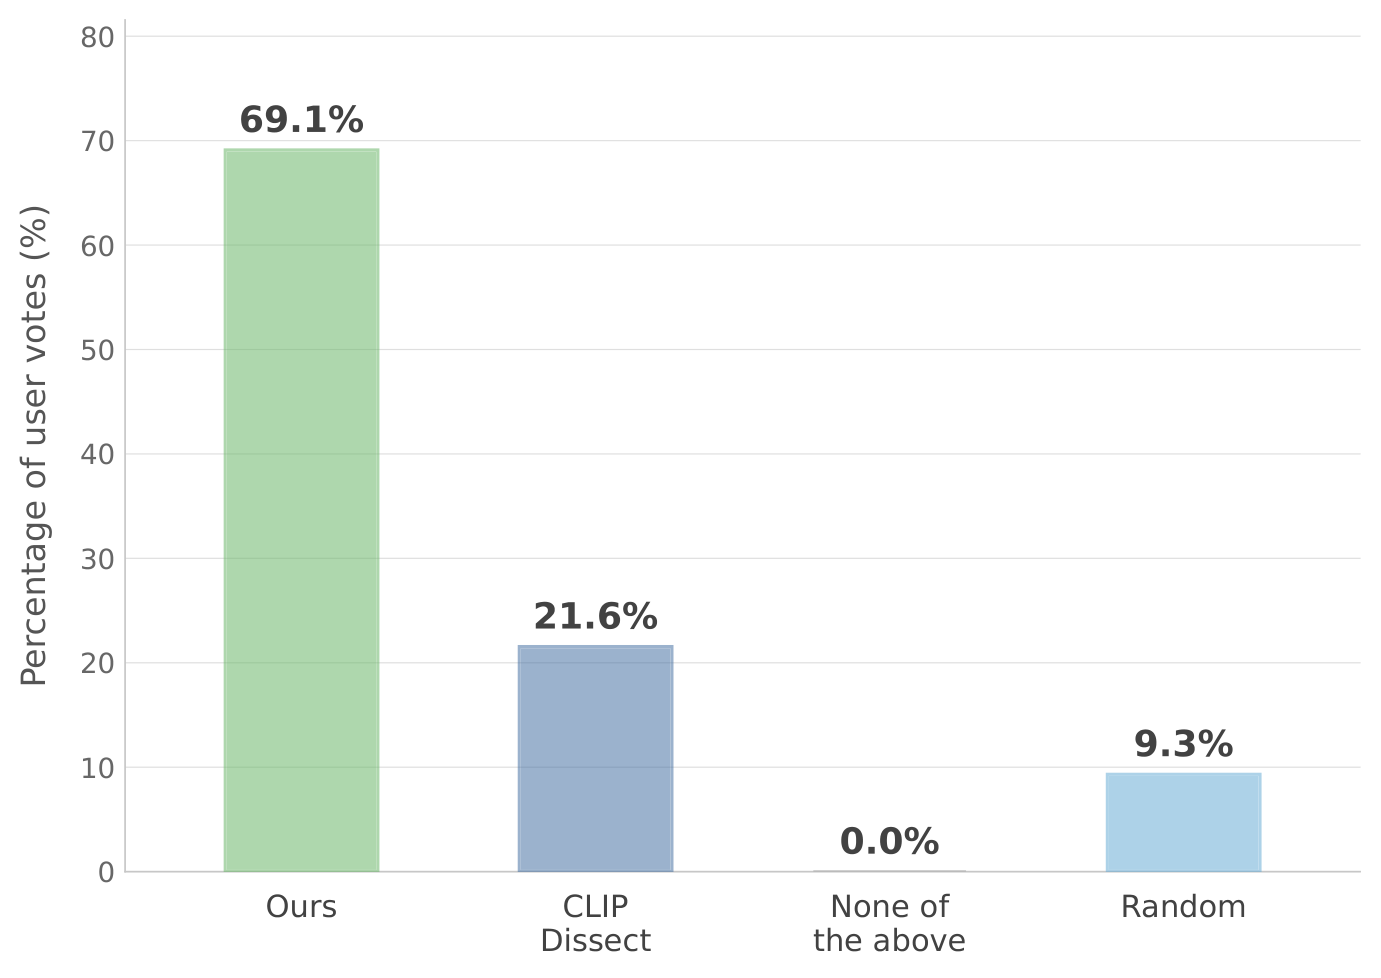 Percentage of user votes (%)
80
70
60
50
40
30
20
10
0
69.1%
21.6%
0.0%
9.3%
Ours
CLIP
Dissect
None of
the above
Random